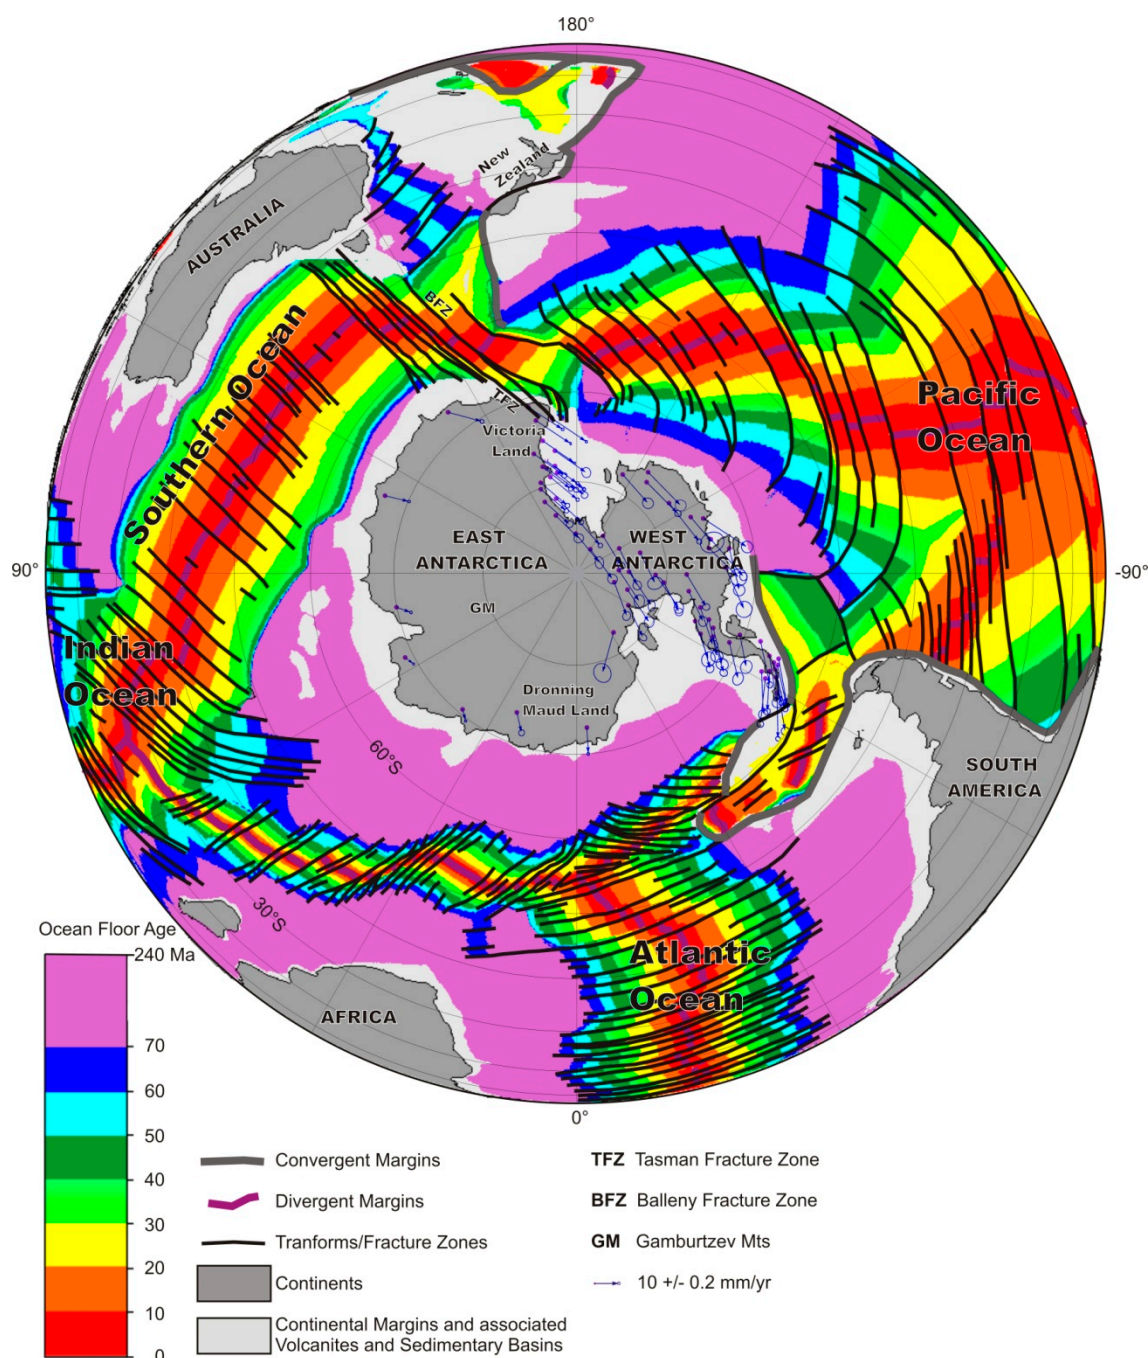 180°
New
Zealand
AUSTRALIA
BFZ
Southern Ocean
Pacific
Ocean
TFZ
Victoria
Land
EAST
ANTARCTICA
WEST
ANTARCTICA
90°
-90°
GM
Indian
Ocean
Dronning
Maud Land
60°S
SOUTH
AMERICA
30°S
Atlantic
Ocean
AFRICA
0°
Ocean Floor Age
240 Ma
70
60
50
40
30
20
10
0
Convergent Margins
Divergent Margins
Tranforms/Fracture Zones
Continents
Continental Margins and associated
Volcanites and Sedimentary Basins
TFZ Tasman Fracture Zone
BFZ Balleny Fracture Zone
GM Gamburtzev Mts
10 +/- 0.2 mm/yr